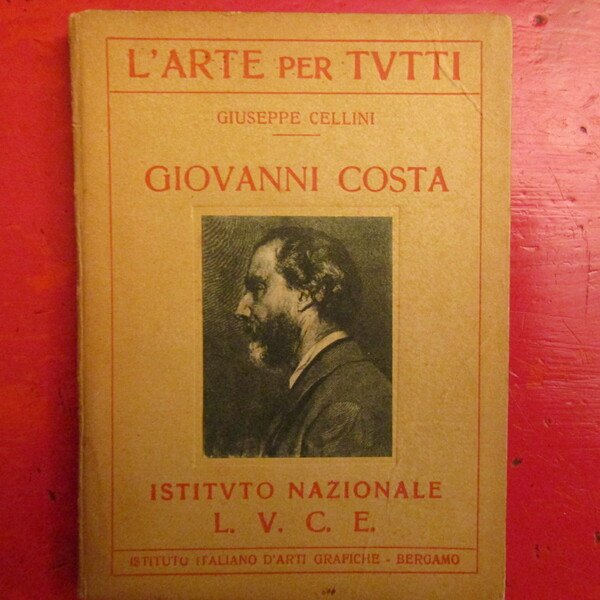 L'ARTE PER TVTTI
GIUSEPPE CELLINI
GIOVANNI COSTA
ISTITVTO NAZIONALE
L. V. C. E.
ISTITUTO ITALIANO D'ARTI GRAFICHE - BERGAMO